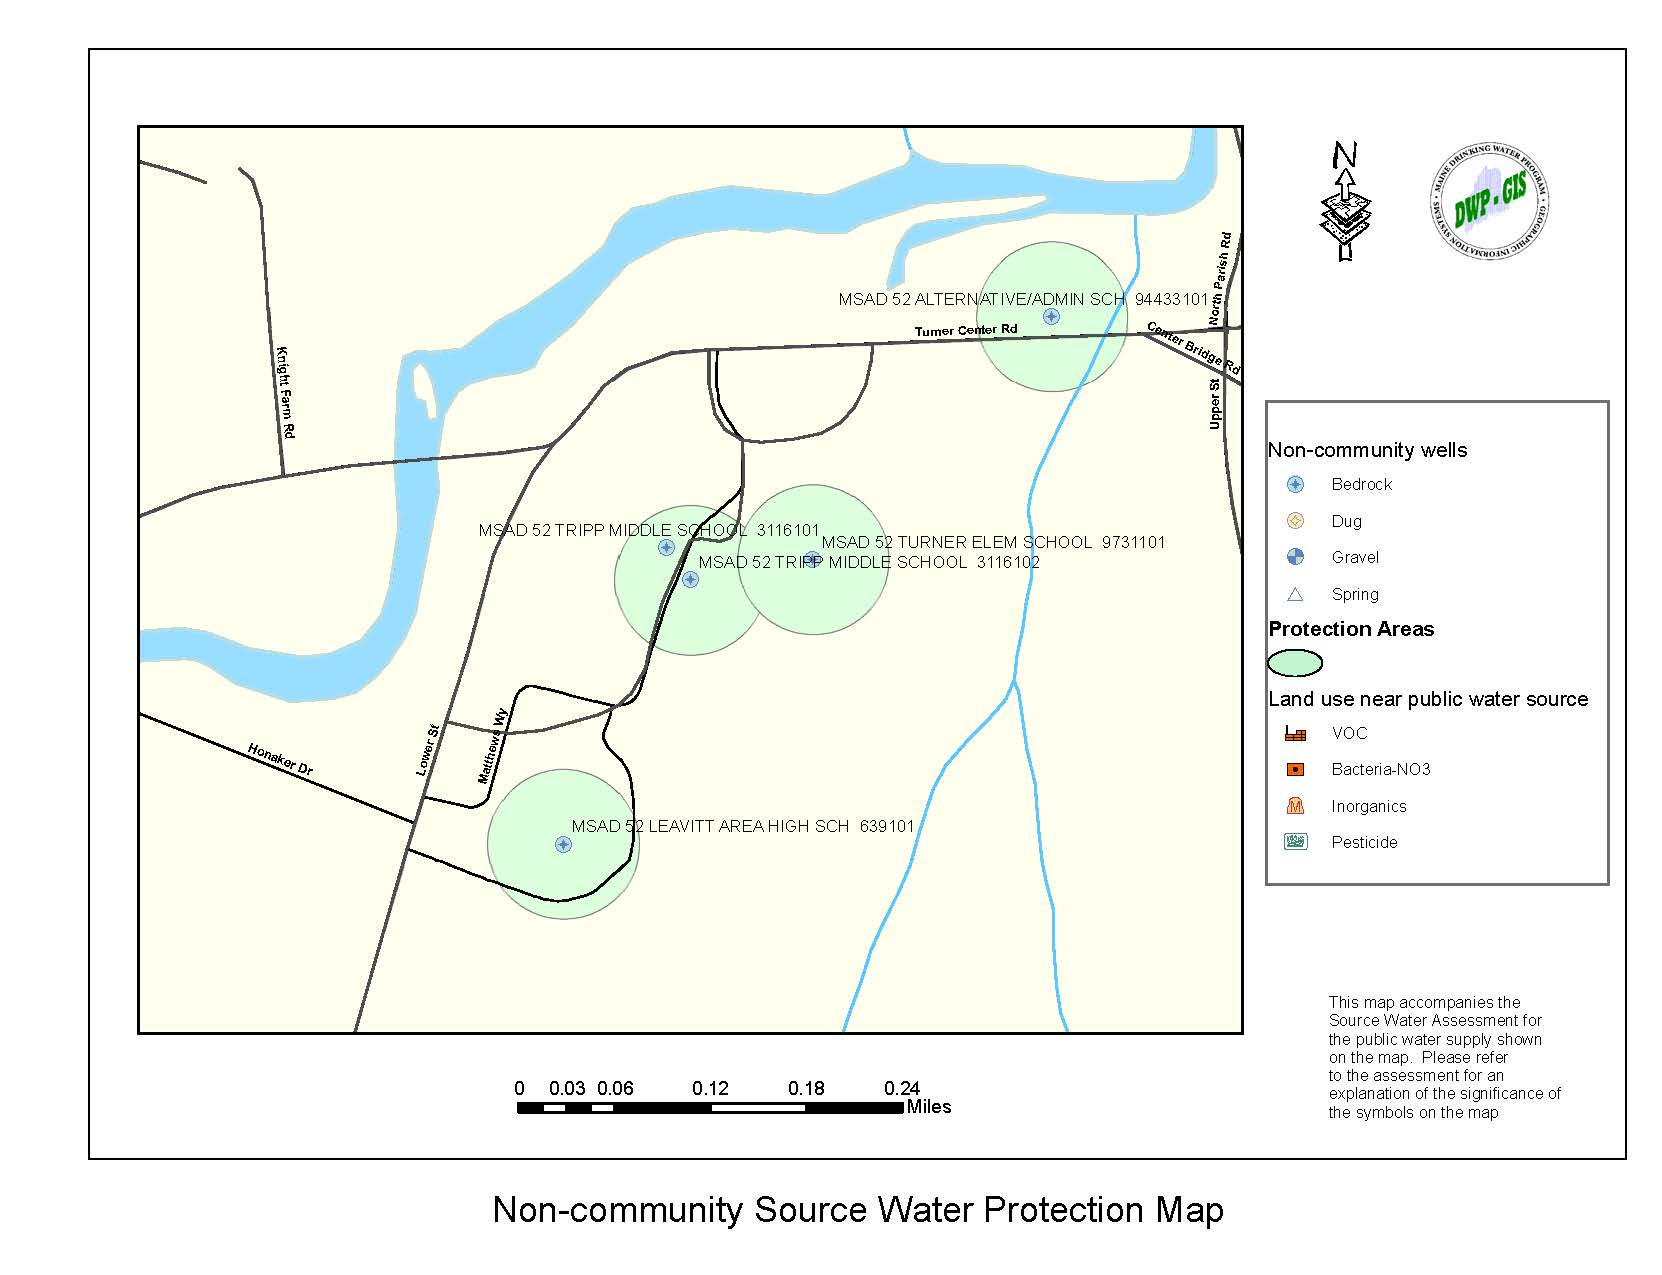 N
MAINE DRINKING WATER PROGRAM • GEOGRAPHIC INFORMATION SYSTEMS •
DWP - GIS
North Parish Rd
MSAD 52 ALTERNATIVE/ADMIN SCH 94433101
Turner Center Rd
Center Bridge Rd
Upper St
Knight Farm Rd
MSAD 52 TRIPP MIDDLE SCHOOL 3116101
MSAD 52 TURNER ELEM SCHOOL 9731101
MSAD 52 TRIPP MIDDLE SCHOOL 3116102
Honaker Dr
Lower St
Matthews Wy
MSAD 52 LEAVITT AREA HIGH SCH 639101
Non-community wells
Bedrock
Dug
Gravel
Spring
Protection Areas
Land use near public water source
VOC
Bacteria-NO3
M
Inorganics
Pesticide
This map accompanies the
Source Water Assessment for
the public water supply shown
on the map. Please refer
to the assessment for an
explanation of the significance of
the symbols on the map
0 0.03 0.06 0.12 0.18 0.24
Miles
Non-community Source Water Protection Map